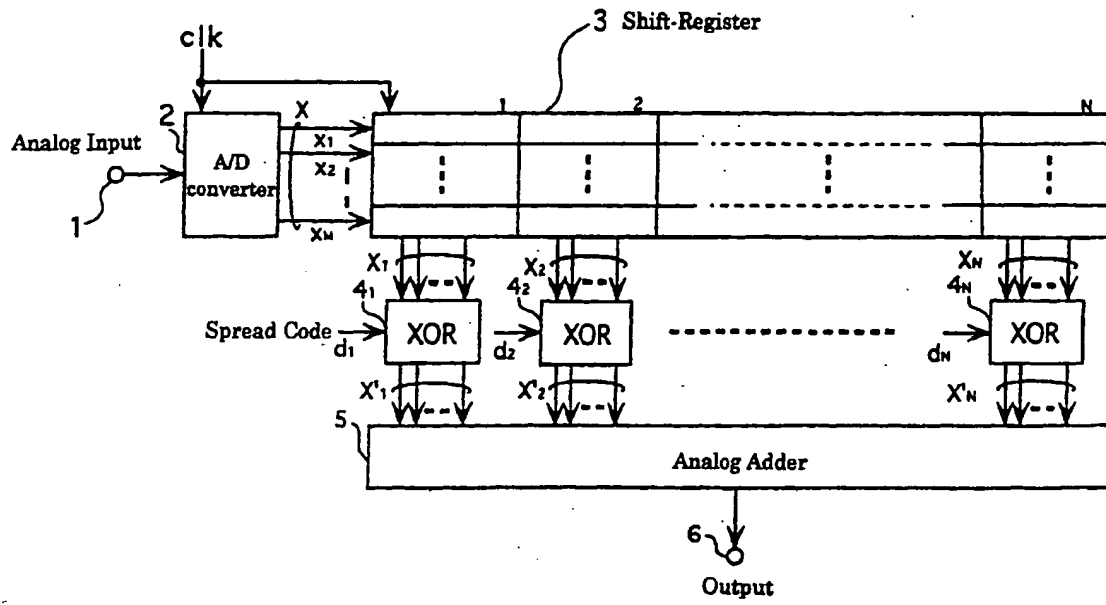 3 Shift-Register
clk
1 2 N
2
X
Analog Input
A/D
converter
x1
x2
xM
1
X1 X2 XN
41 42 4N
Spread Code
d1 d2 dN
XOR XOR XOR
X'1 X'2 X'N
5
Analog Adder
6
Output